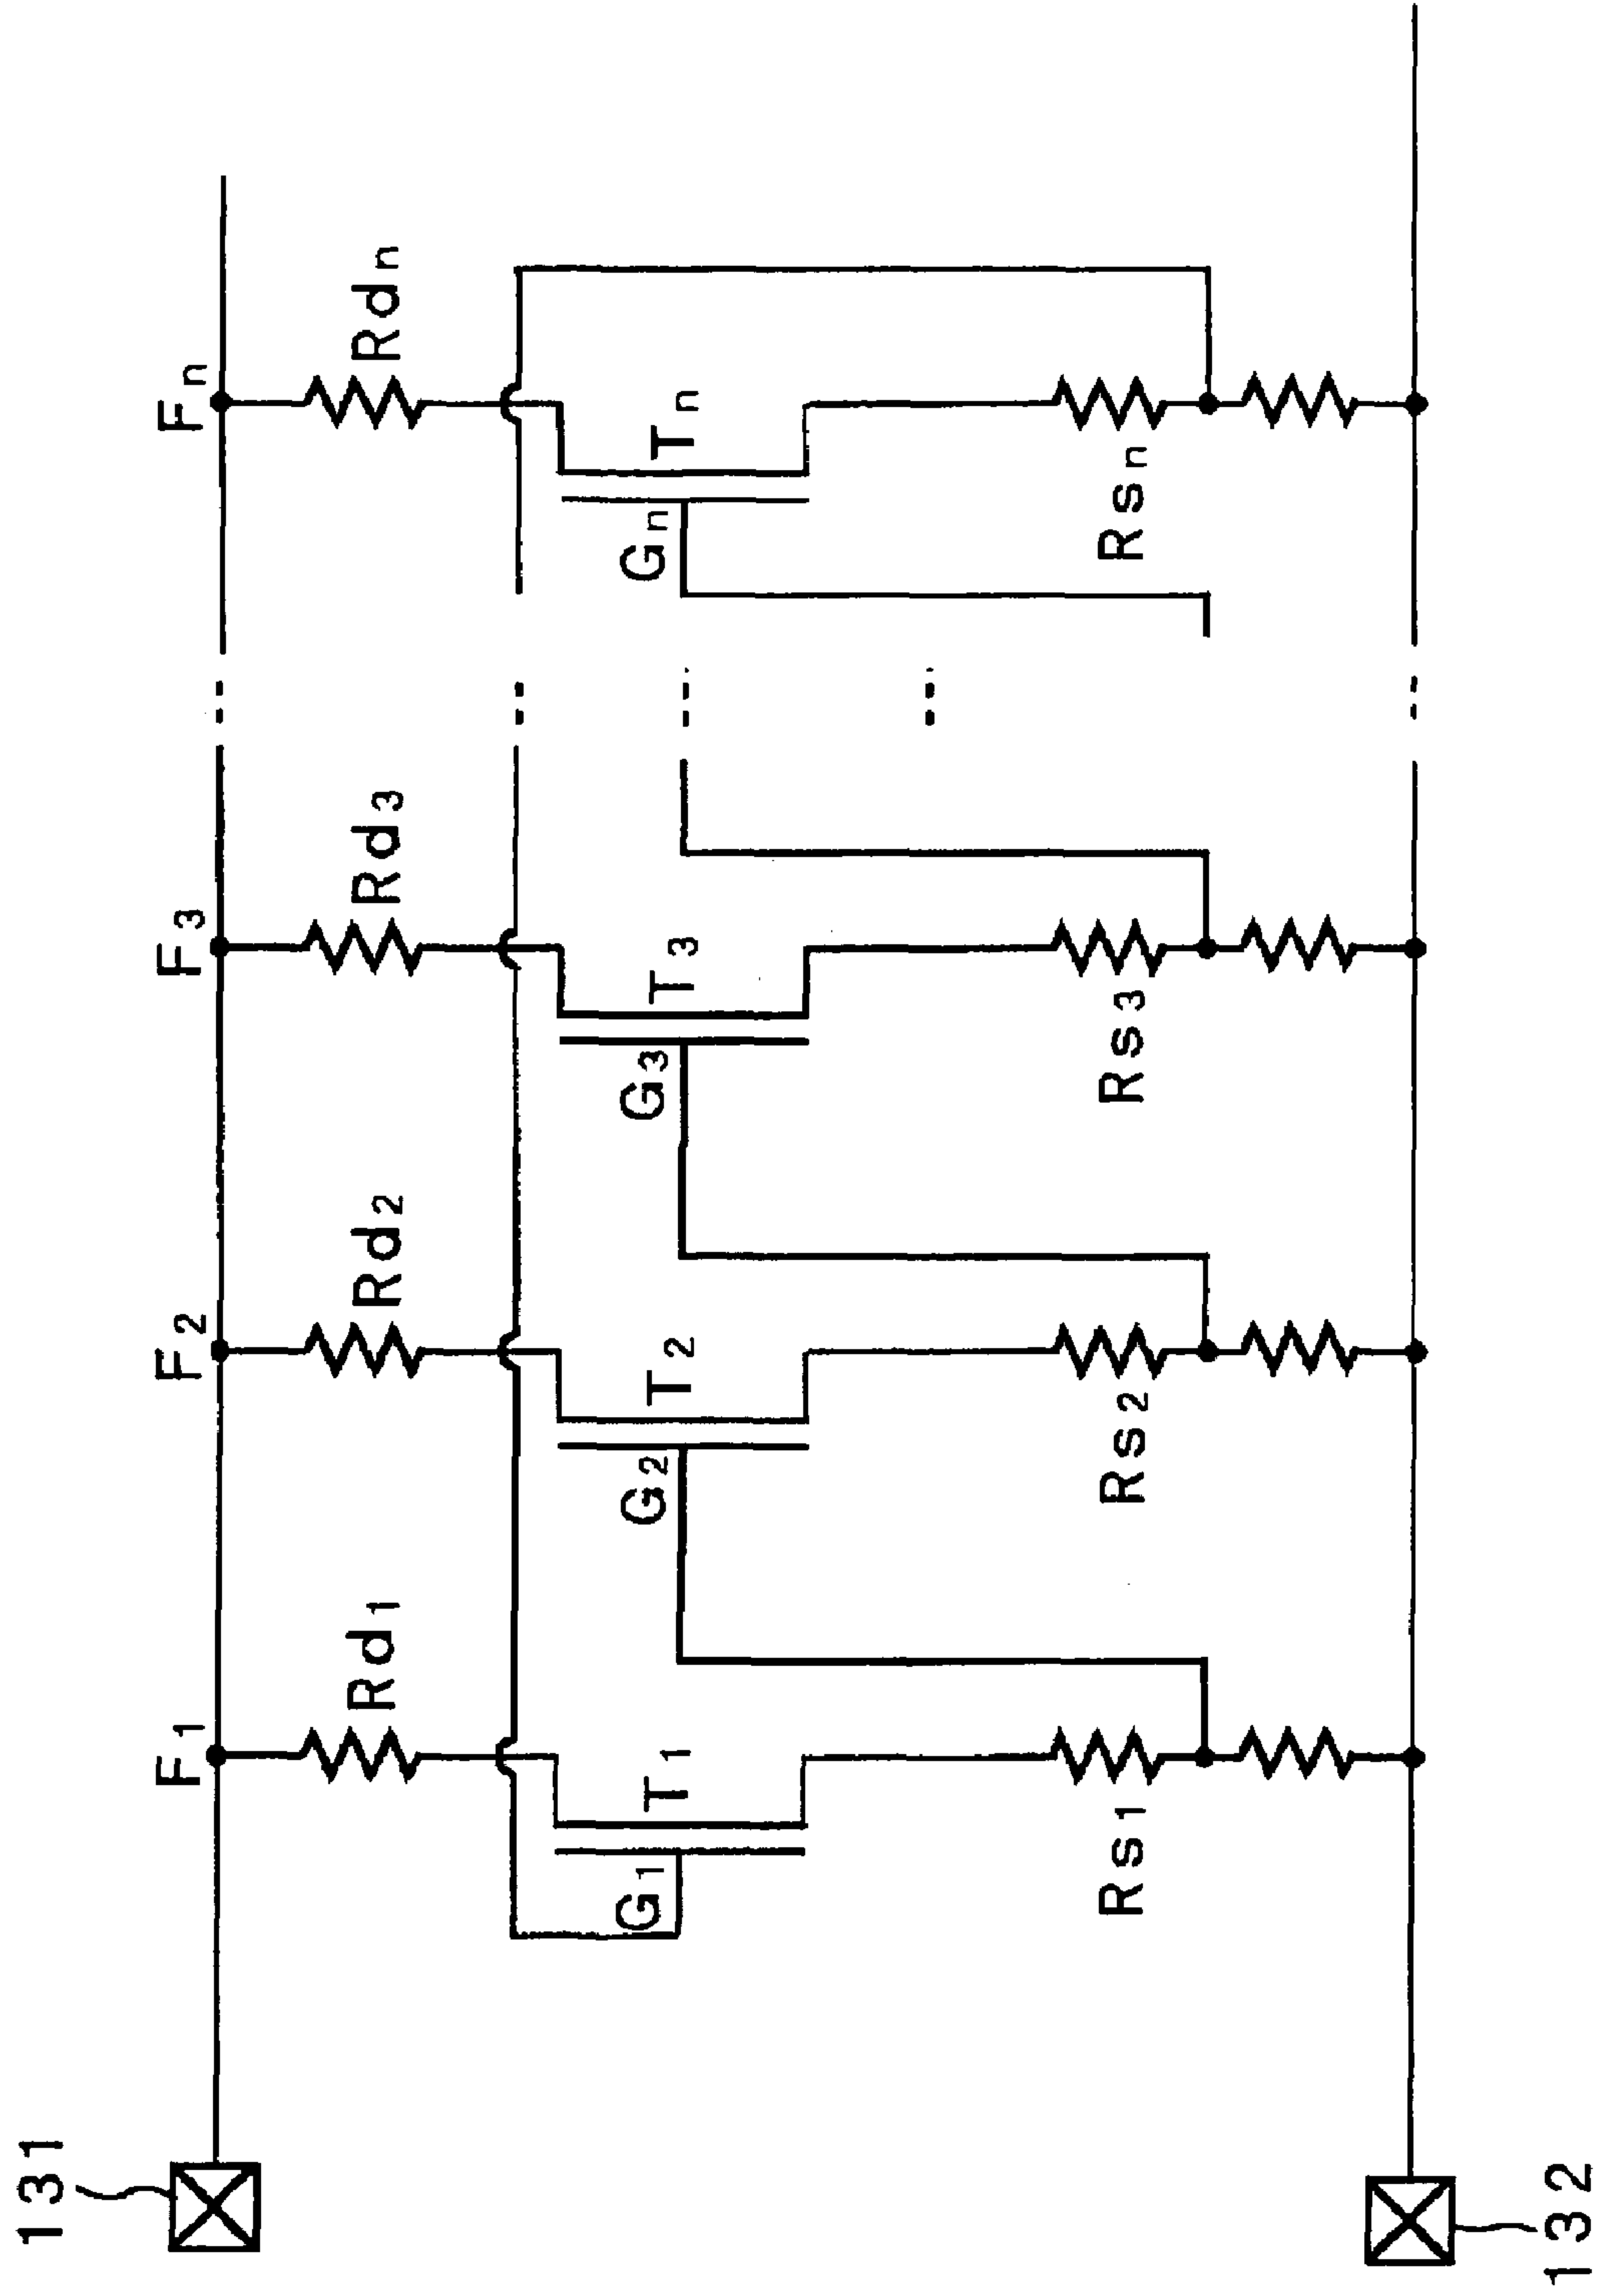 131
F1 F2 F3 Fn
Rd1 Rd2 Rd3 Rdn
G1 T1 G2 T2 G3 T3 Gn Tn
Rs1 Rs2 Rs3 Rsn
132